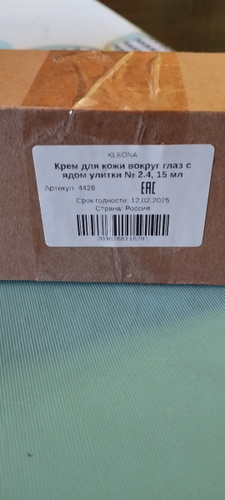 KLEONA
Крем для кожи вокруг глаз с
ядом улитки № 2.4, 15 мл
Артикул: 4428
EAC
Срок годности: 12.02.2025
Страна: Россия